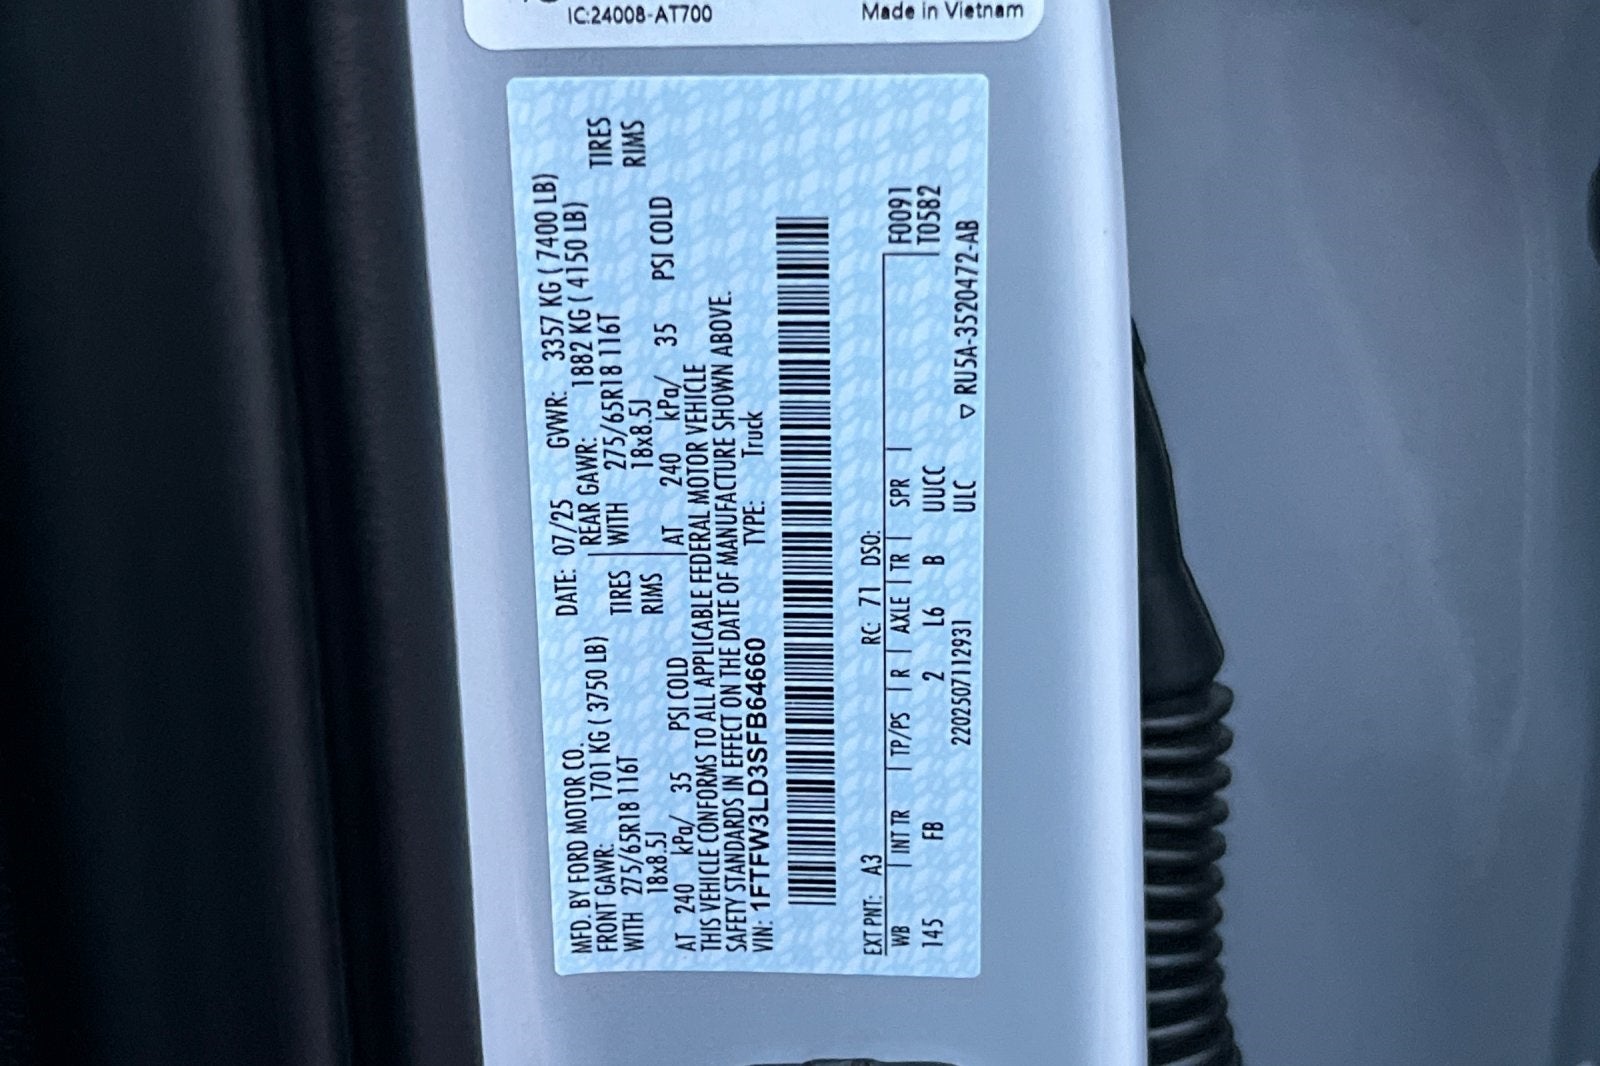 IC:24008-AT700
Made in Vietnam
MFD. BY FORD MOTOR CO.
DATE: 07/25 GVWR: 3357 KG ( 7400 LB)
FRONT GAWR: 1701 KG ( 3750 LB)
REAR GAWR: 1882 KG ( 4150 LB)
WITH 275/65R18 116T TIRES
WITH 275/65R18 116T TIRES
18x8.5J RIMS
18x8.5J RIMS
AT 240 kPa/ 35 PSI COLD
AT 240 kPa/ 35 PSI COLD
THIS VEHICLE CONFORMS TO ALL APPLICABLE FEDERAL MOTOR VEHICLE
SAFETY STANDARDS IN EFFECT ON THE DATE OF MANUFACTURE SHOWN ABOVE.
VIN: 1FTFW3LD3SFB64660 TYPE: Truck
EXT PNT: A3 RC: 71 DSO:
WB INT TR TP/PS R AXLE TR SPR F0091
145 FB 2 L6 B UUCC T0582
220250711293​1 ULC ▽ RU5A-3520472-AB